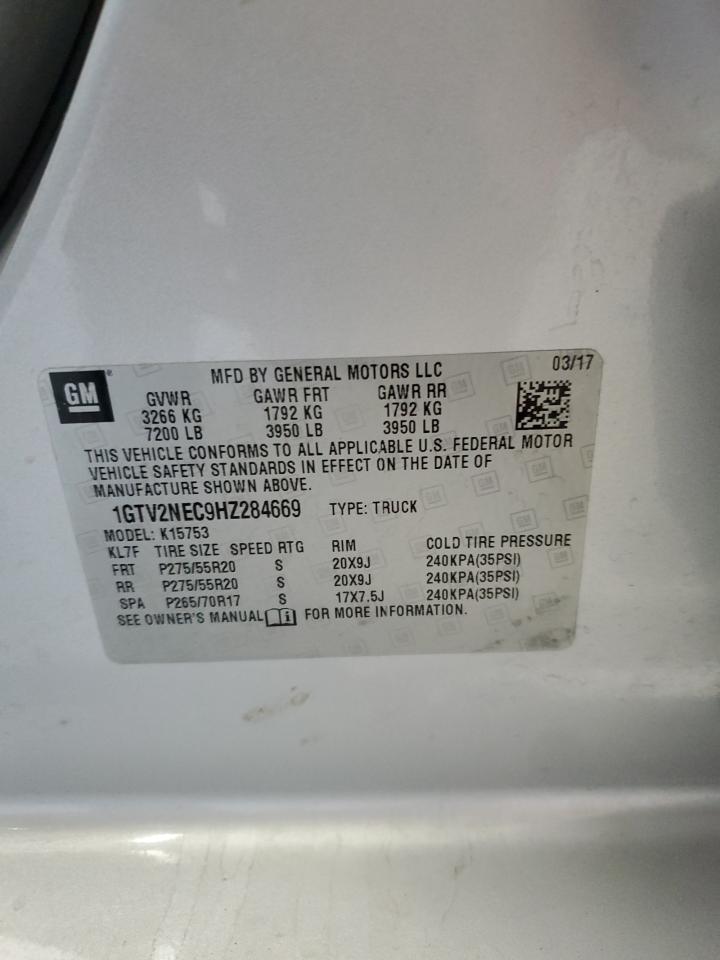 GM
MFD BY GENERAL MOTORS LLC 03/17
GVWR GAWR FRT GAWR RR
3266 KG 1792 KG 1792 KG
7200 LB 3950 LB 3950 LB
THIS VEHICLE CONFORMS TO ALL APPLICABLE U.S. FEDERAL MOTOR
VEHICLE SAFETY STANDARDS IN EFFECT ON THE DATE OF
MANUFACTURE SHOWN ABOVE.
1GTV2NEC9HZ284669 TYPE: TRUCK
MODEL: K15753
KL7F TIRE SIZE SPEED RTG RIM COLD TIRE PRESSURE
FRT P275/55R20 S 20X9J 240KPA(35PSI)
RR P275/55R20 S 20X9J 240KPA(35PSI)
SPA P265/70R17 S 17X7.5J 240KPA(35PSI)
SEE OWNER'S MANUAL i FOR MORE INFORMATION.